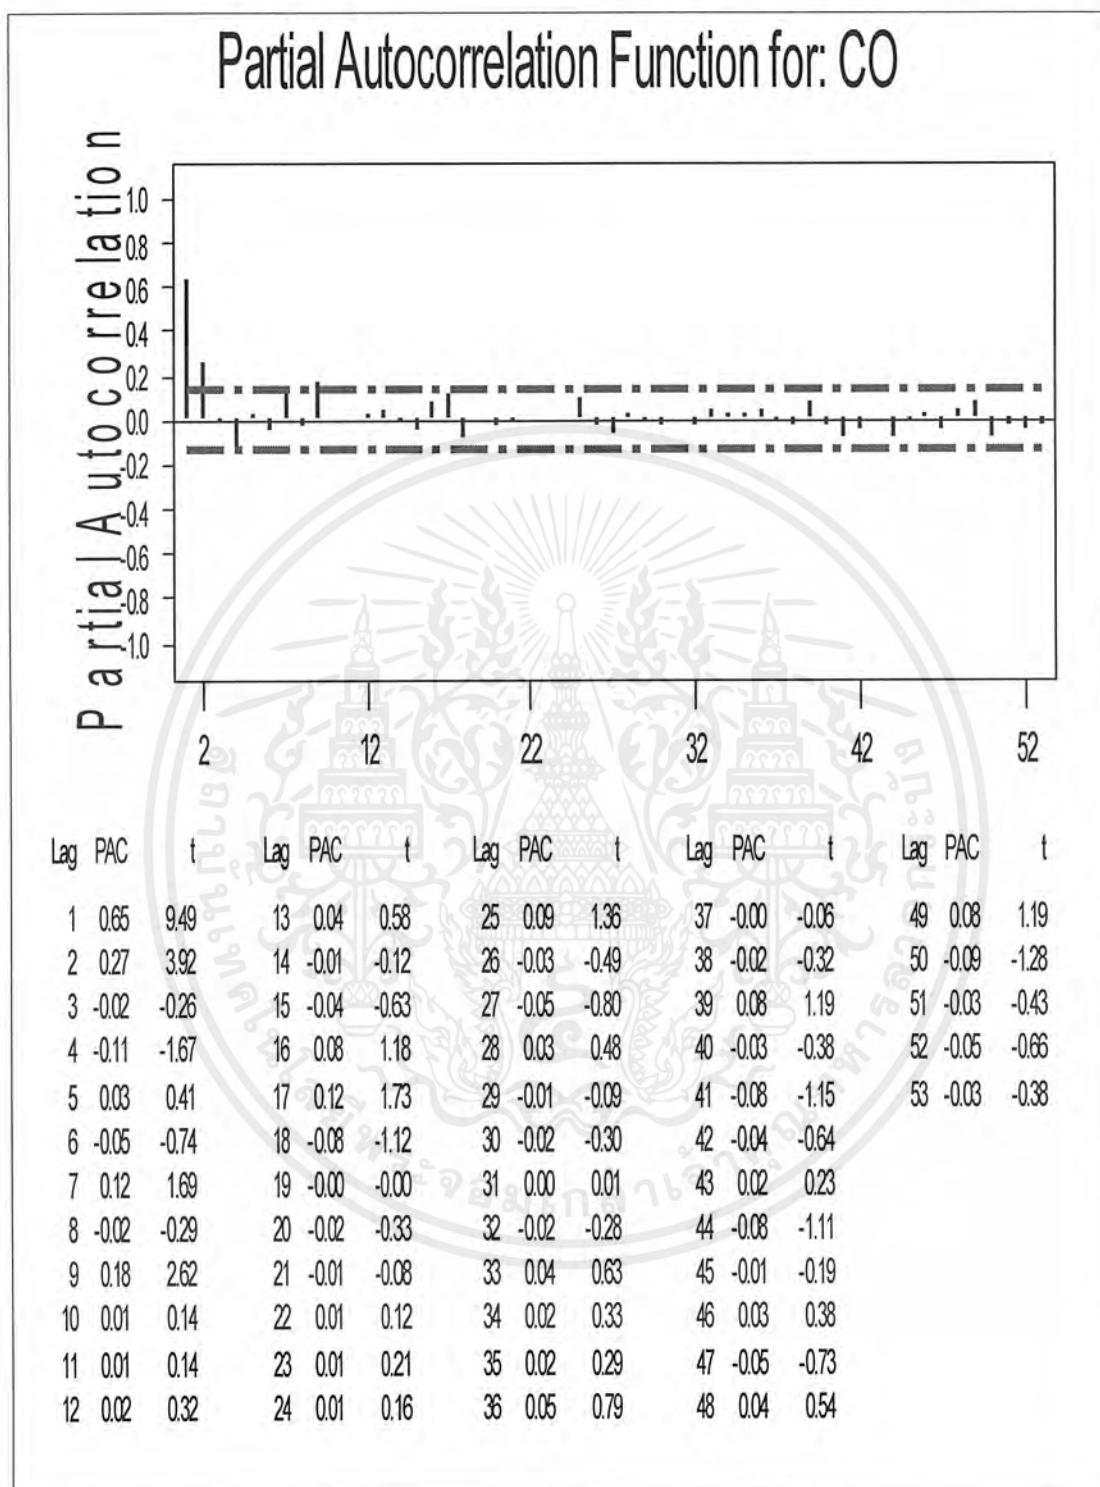 Partial Autocorrelation Function for: CO
Partial Autocorrelation
1.0
0.8
0.6
0.4
0.2
0.0
-0.2
-0.4
-0.6
-0.8
-1.0
2 12 22 32 42 52
Lag PAC t Lag PAC t Lag PAC t Lag PAC t Lag PAC t
1 0.65 9.49 13 0.04 0.58 25 0.09 1.36 37 -0.00 -0.06 49 0.08 1.19
2 0.27 3.92 14 -0.01 -0.12 26 -0.03 -0.49 38 -0.02 -0.32 50 -0.09 -1.28
3 -0.02 -0.26 15 -0.04 -0.63 27 -0.05 -0.80 39 0.08 1.19 51 -0.03 -0.43
4 -0.11 -1.67 16 0.08 1.18 28 0.03 0.48 40 -0.03 -0.38 52 -0.05 -0.66
5 0.03 0.41 17 0.12 1.73 29 -0.01 -0.09 41 -0.08 -1.15 53 -0.03 -0.38
6 -0.05 -0.74 18 -0.08 -1.12 30 -0.02 -0.30 42 -0.04 -0.64
7 0.12 1.69 19 -0.00 -0.00 31 0.00 0.01 43 0.02 0.23
8 -0.02 -0.29 20 -0.02 -0.33 32 -0.02 -0.28 44 -0.08 -1.11
9 0.18 2.62 21 -0.01 -0.08 33 0.04 0.63 45 -0.01 -0.19
10 0.01 0.14 22 0.01 0.12 34 0.02 0.33 46 0.03 0.38
11 0.01 0.14 23 0.01 0.21 35 0.02 0.29 47 -0.05 -0.73
12 0.02 0.32 24 0.01 0.16 36 0.05 0.79 48 0.04 0.54